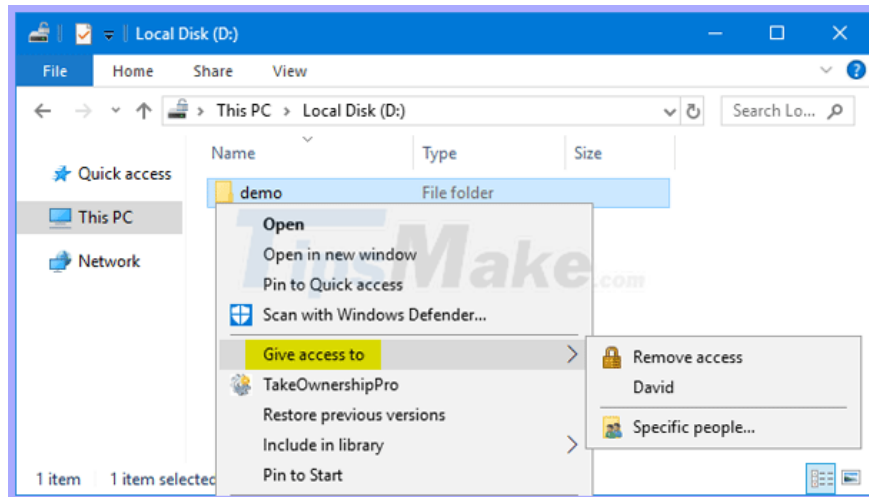 Local Disk (D:)
File Home Share View
This PC > Local Disk (D:) Search Lo...
Name Type Size
Quick access
demo File folder
This PC
Open
Open in new window
Network
TipsMake.com
Pin to Quick access
Scan with Windows Defender...
Give access to
Remove access
TakeOwnershipPro
David
Restore previous versions
Specific people...
Include in library
1 item 1 item selected
Pin to Start